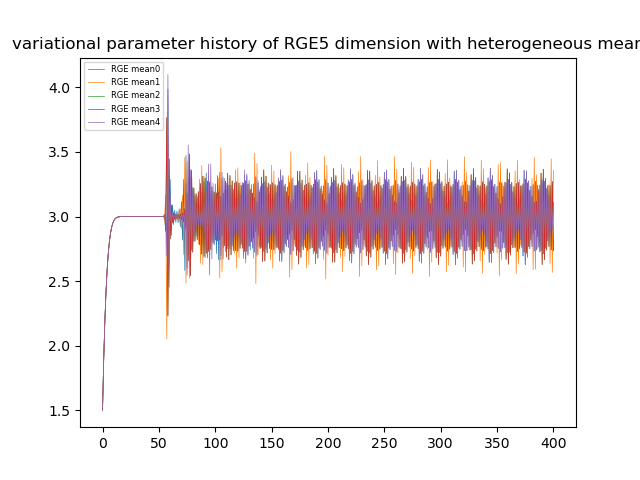 variational parameter history of RGE5 dimension with heterogeneous mean
RGE mean0
RGE mean1
RGE mean2
RGE mean3
RGE mean4
4.0
3.5
3.0
2.5
2.0
1.5
0
50
100
150
200
250
300
350
400